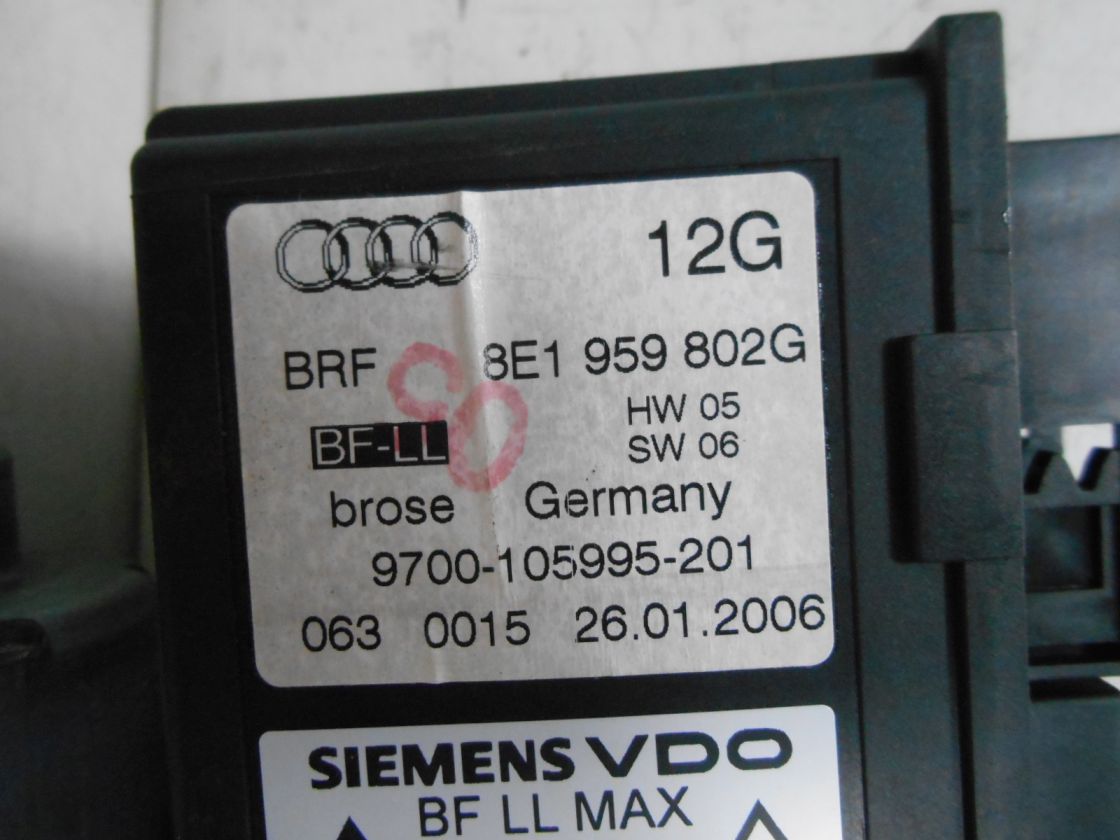 12G
BRF 8E1 959 802G
HW 05
BF-LL SW 06
brose Germany
9700-105995-201
063 0015 26.01.2006
SIEMENS VDO
BF LL MAX